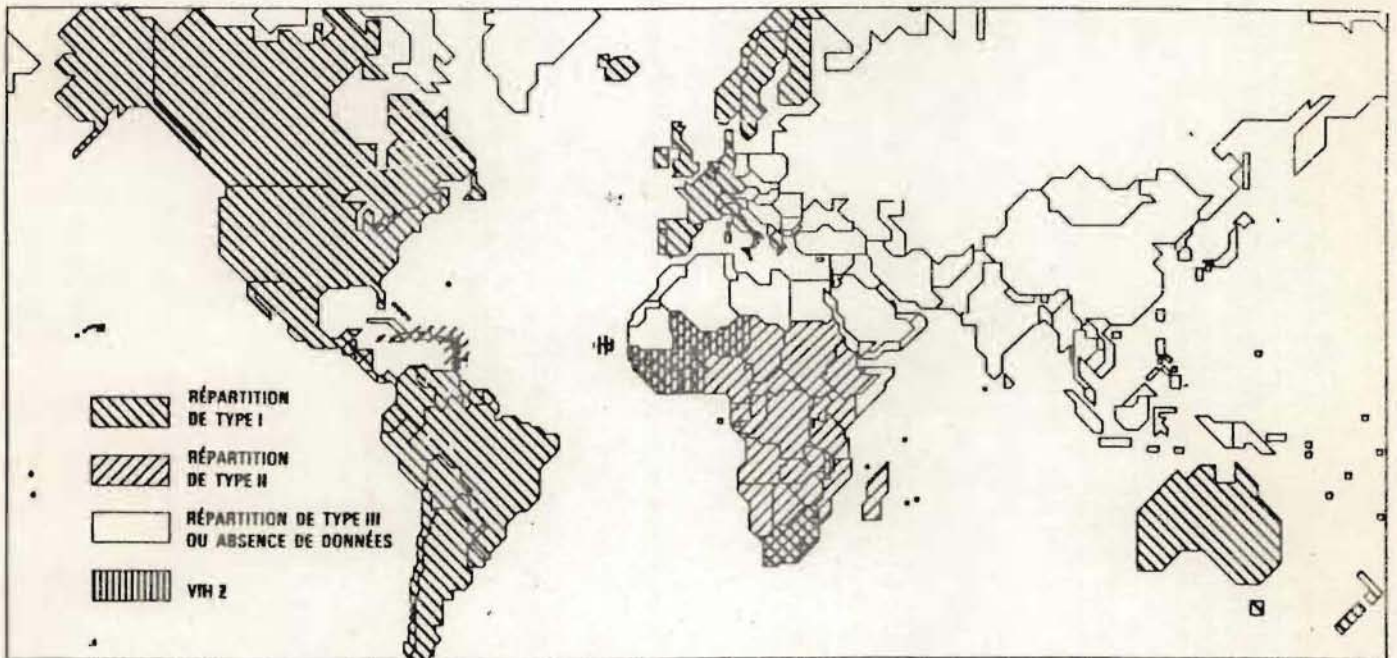 RÉPARTITION
DE TYPE I
RÉPARTITION
DE TYPE II
RÉPARTITION DE TYPE III
OU ABSENCE DE DONNÉES
VIH 2